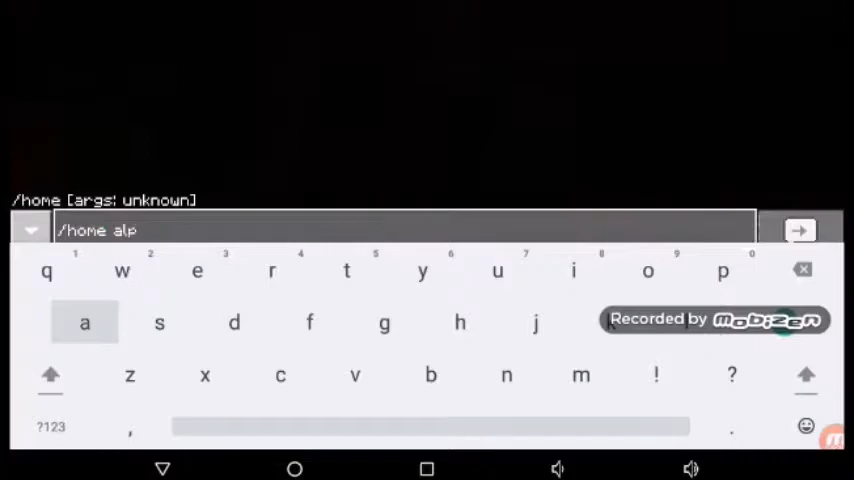 /home [args: unknown]
/home alp
1 2 3 4 5 6 7 8 9 0
q w e r t y u i o p
a s d f g h j k
Recorded by mobizen
z x c v b n m ! ?
?123 , .